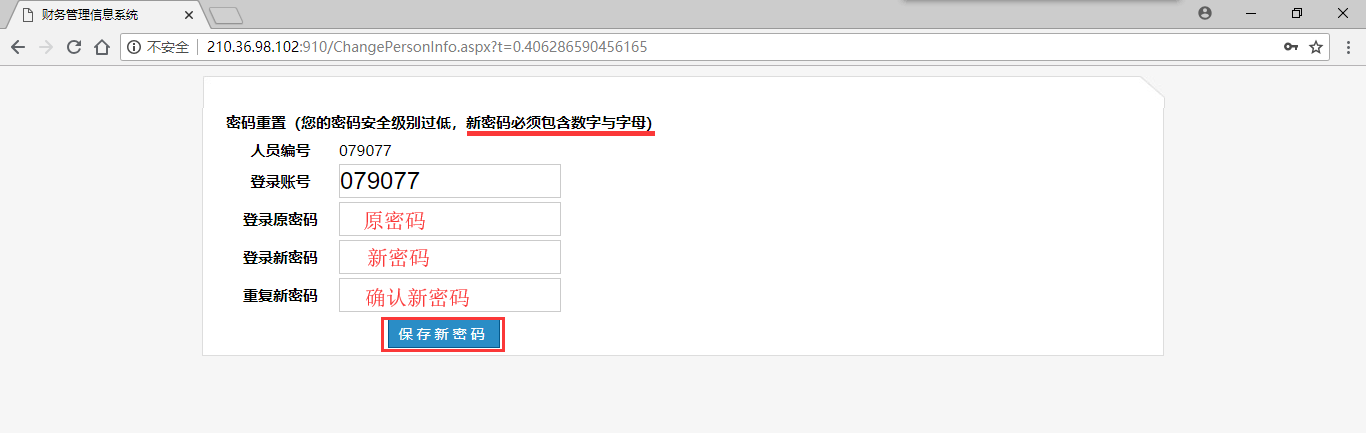 财务管理信息系统
不安全 210.36.98.102:910/ChangePersonInfo.aspx?t=0.406286590456165
密码重置（您的密码安全级别过低，新密码必须包含数字与字母)
人员编号 079077
登录账号 079077
登录原密码 原密码
登录新密码 新密码
重复新密码 确认新密码
保存新密码